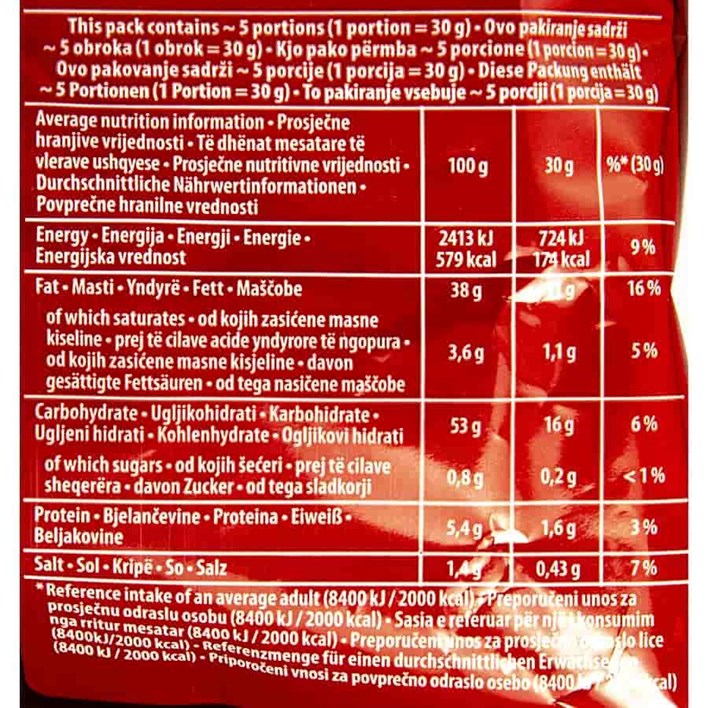 This pack contains ~ 5 portions (1 portion = 30 g) • Ovo pakiranje sadrži
~ 5 obroka (1 obrok = 30 g) • Kjo pako përmba ~ 5 porcione (1 porcion = 30 g) •
Ovo pakovanje sadrži ~ 5 porcije (1 porcija = 30 g) • Diese Packung enthält
~ 5 Portionen (1 Portion = 30 g) • To pakiranje vsebuje ~ 5 porciji (1 porcija = 30 g)
Average nutrition information • Prosječne
hranjive vrijednosti • Të dhënat mesatare të
vlerave ushqyese • Prosječne nutritivne vrijednosti •
Durchschnittliche Nährwertinformationen •
Povprečne hranilne vrednosti
100 g 30 g %* (30 g)
Energy • Energija • Energji • Energie •
Energijska vrednost
2413 kJ 724 kJ 9 %
579 kcal 174 kcal
Fat • Masti • Yndyrë • Fett • Maščobe 38 g 11 g 16 %
of which saturates • od kojih zasićene masne
kiseline • prej të cilave acide yndyrore të ngopura •
od kojih zasićene masne kisjeline • davon
gesättigte Fettsäuren • od tega nasičene maščobe
3,6 g 1,1 g 5 %
Carbohydrate • Ugljikohidrati • Karbohidrate •
Ugljeni hidrati • Kohlenhydrate • Ogljikovi hidrati
53 g 16 g 6 %
of which sugars • od kojih šećeri • prej të cilave
sheqerëra • davon Zucker • od tega sladkorji
0,8 g 0,2 g < 1 %
Protein • Bjelančevine • Proteina • Eiweiß •
Beljakovine
5,4 g 1,6 g 3 %
Salt • Sol • Kripë • So • Salz 1,4 g 0,43 g 7 %
*Reference intake of an average adult (8400 kJ / 2000 kcal) • Preporučeni unos za
prosječnu odraslu osobu (8400 kJ / 2000 kcal) • Sasia e referuar për një konsumim
nga rritur mesatar (8400 kJ / 2000 kcal) • Preporučeni unos za prosječno lice
(8400kJ/2000 kcal) • Referenzmenge für einen durchschnittlichen Erwachsenen
(8400 kJ / 2000 kcal) • Priporočeni vnosi za povprečno odraslo osebo (8400 kcal)